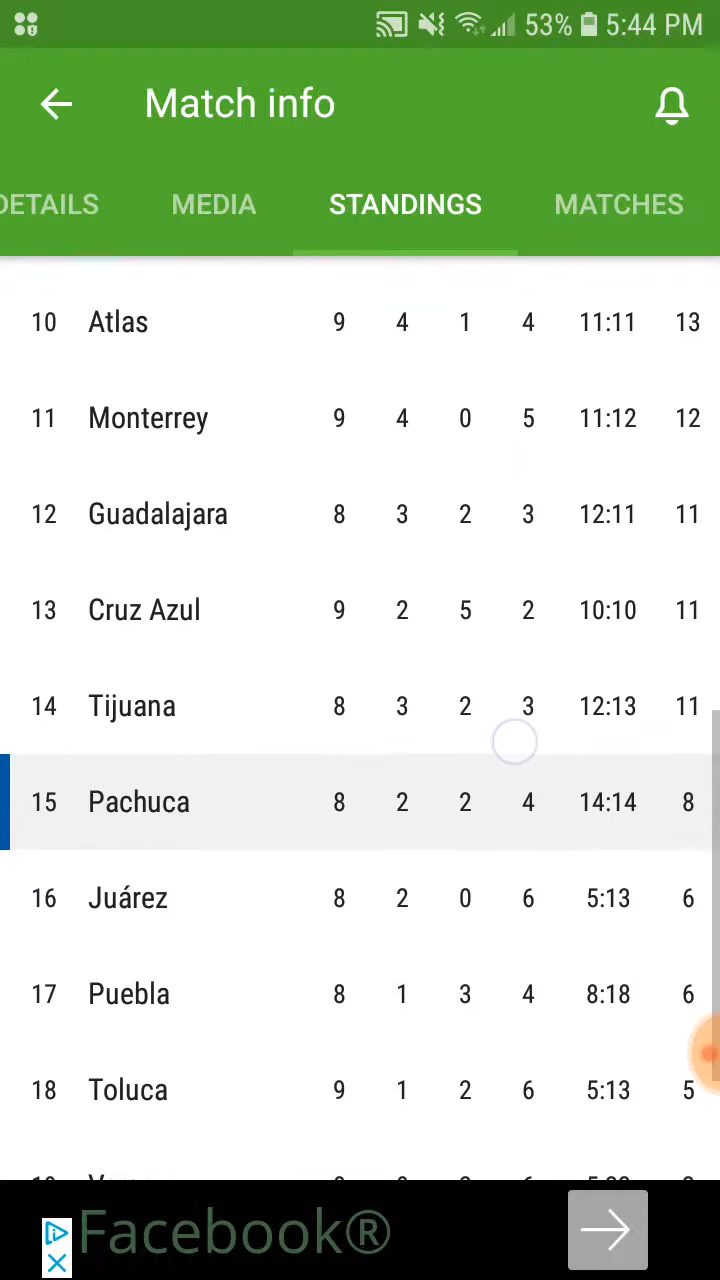 53% 5:44 PM
Match info
DETAILS MEDIA STANDINGS MATCHES
10 Atlas 9 4 1 4 11:11 13
11 Monterrey 9 4 0 5 11:12 12
12 Guadalajara 8 3 2 3 12:11 11
13 Cruz Azul 9 2 5 2 10:10 11
14 Tijuana 8 3 2 3 12:13 11
15 Pachuca 8 2 2 4 14:14 8
16 Juárez 8 2 0 6 5:13 6
17 Puebla 8 1 3 4 8:18 6
18 Toluca 9 1 2 6 5:13 5
Facebook®